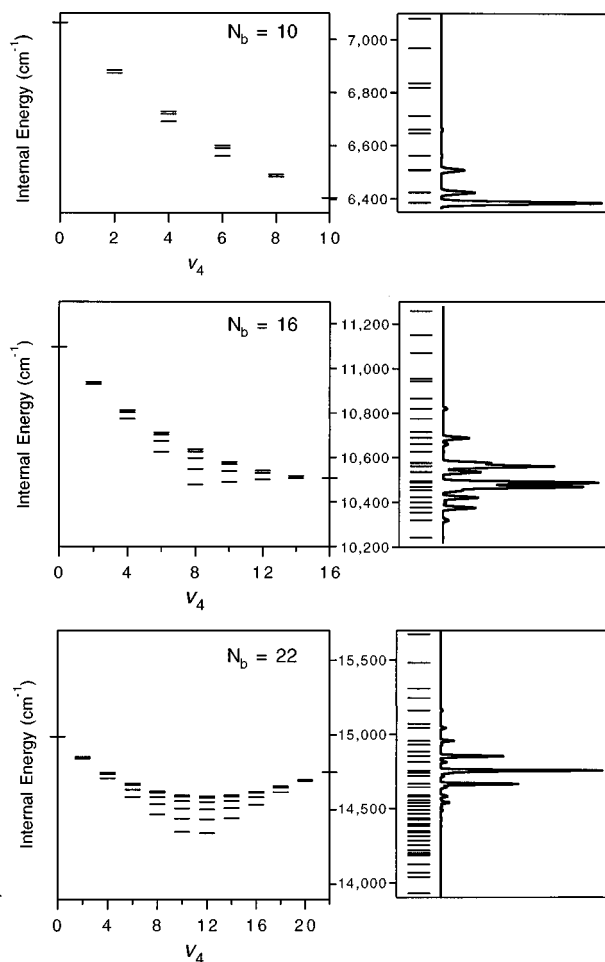 Internal Energy (cm⁻¹)
N_b = 10
0 2 4 6 8 10
v₄
7,000
6,800
6,600
6,400
Internal Energy (cm⁻¹)
N_b = 16
0 4 8 12 16
v₄
11,200
11,000
10,800
10,600
10,400
10,200
Internal Energy (cm⁻¹)
N_b = 22
0 4 8 12 16 20
v₄
15,500
15,000
14,500
14,000